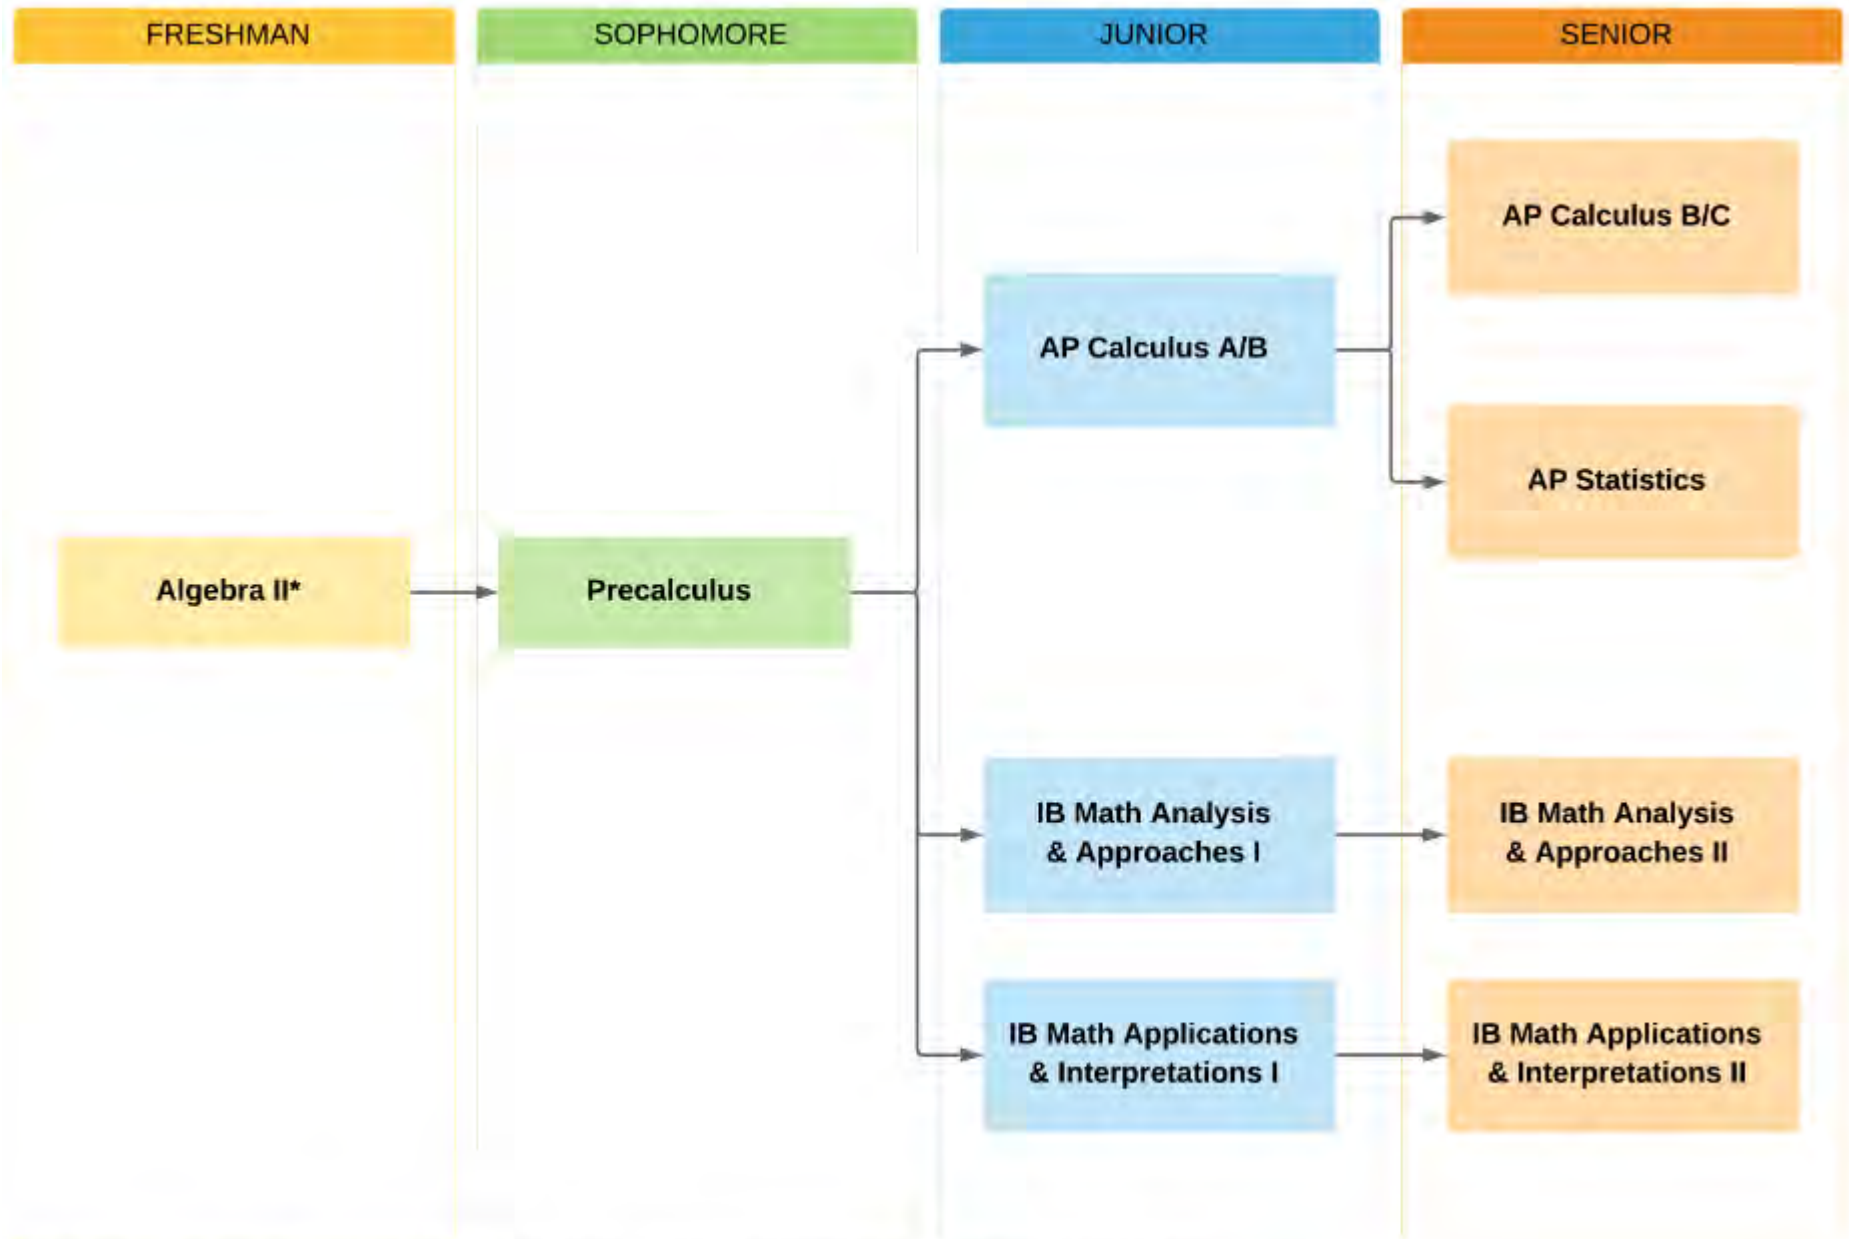 FRESHMAN
SOPHOMORE
JUNIOR
SENIOR
Algebra II*
Precalculus
AP Calculus A/B
IB Math Analysis
& Approaches I
IB Math Applications
& Interpretations I
AP Calculus B/C
AP Statistics
IB Math Analysis
& Approaches II
IB Math Applications
& Interpretations II